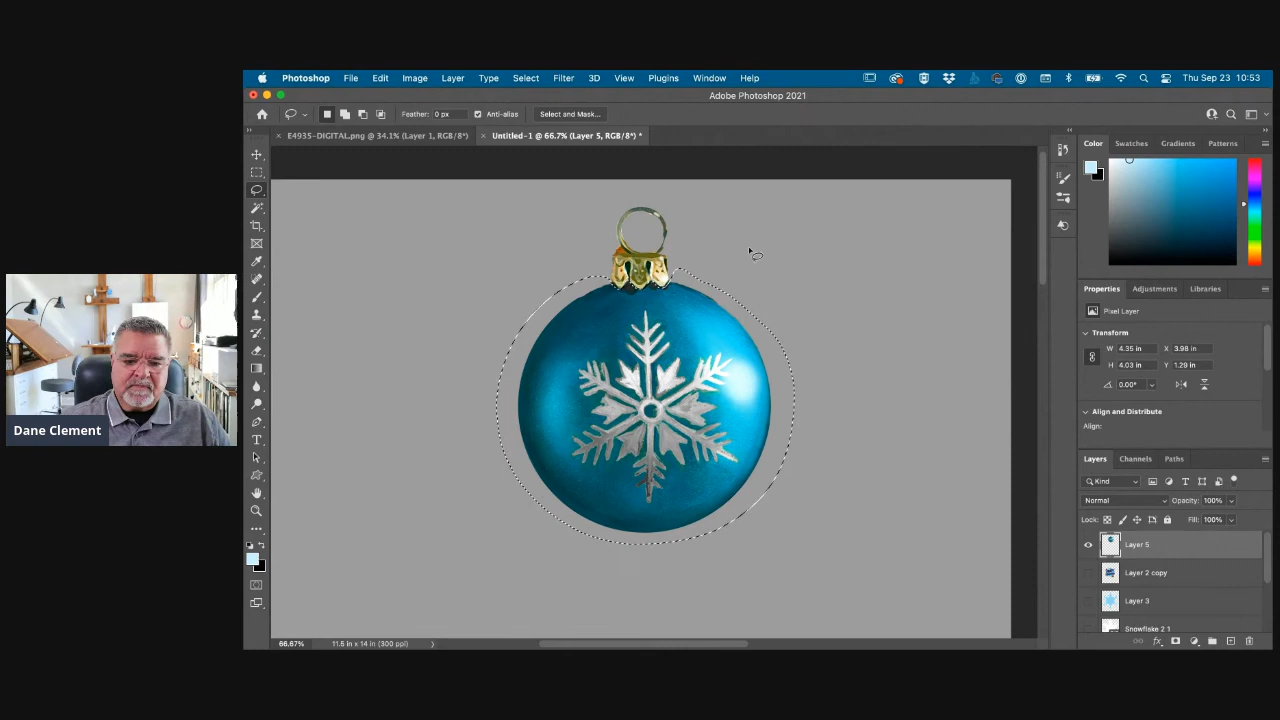 Photoshop File Edit Image Layer Type Select Filter 3D View Plugins Window Help Thu Sep 23 10:53
Adobe Photoshop 2021
Feather: 0 px Anti-alias Select and Mask...
E4935-DIGITAL.png @ 34.1% (Layer 1, RGB/8*) Untitled-1 @ 66.7% (Layer 5, RGB/8*) *
Color Swatches Gradients Patterns
Properties Adjustments Libraries
Pixel Layer
Transform
W 4.35 in X 3.98 in
H 4.03 in Y 1.29 in
0.00°
Align and Distribute
Align:
Dane Clement
Layers Channels Paths
Kind
Normal Opacity: 100%
Lock: Fill: 100%
Layer 5
Layer 2 copy
Layer 3
Snowflake 2 1
66.67% 11.5 in x 14 in (300 ppi)